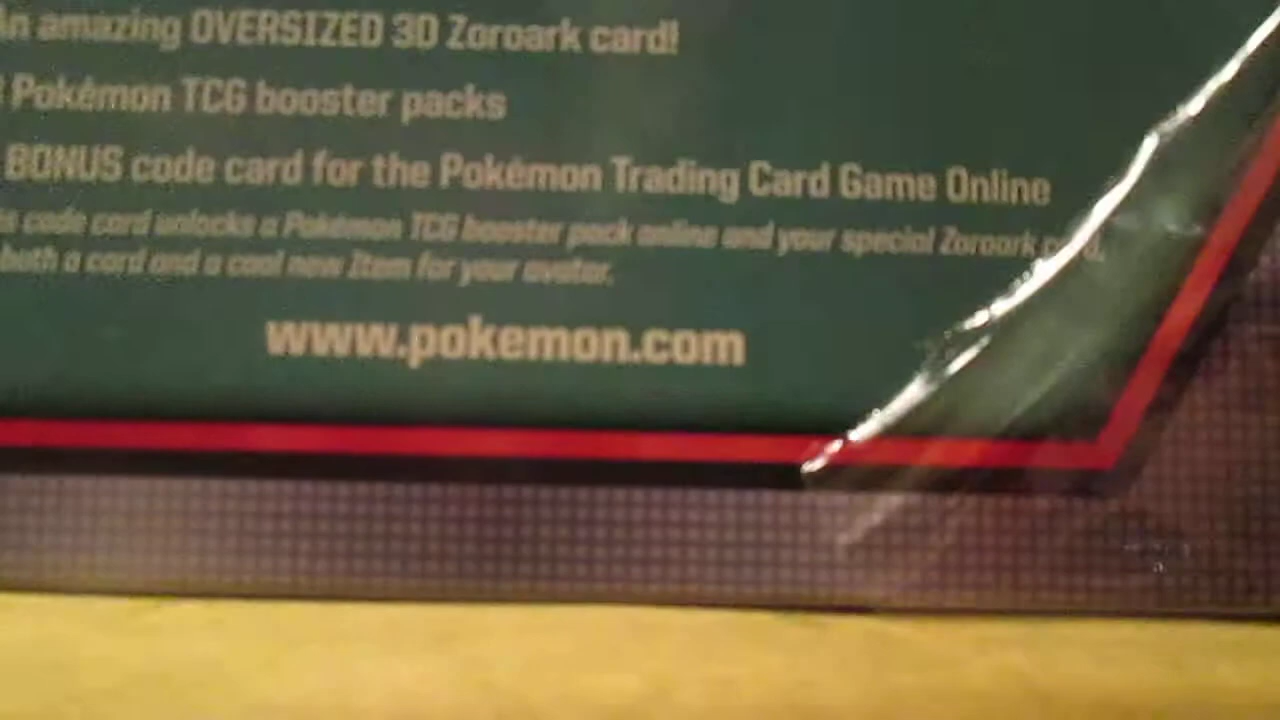 An amazing OVERSIZED 3D Zoroark card!
Pokémon TCG booster packs
BONUS code card for the Pokémon Trading Card Game Online
code card unlocks a Pokémon TCG booster pack online and your special Zoroark card,
both a card and a cool new item for your avatar.
www.pokemon.com